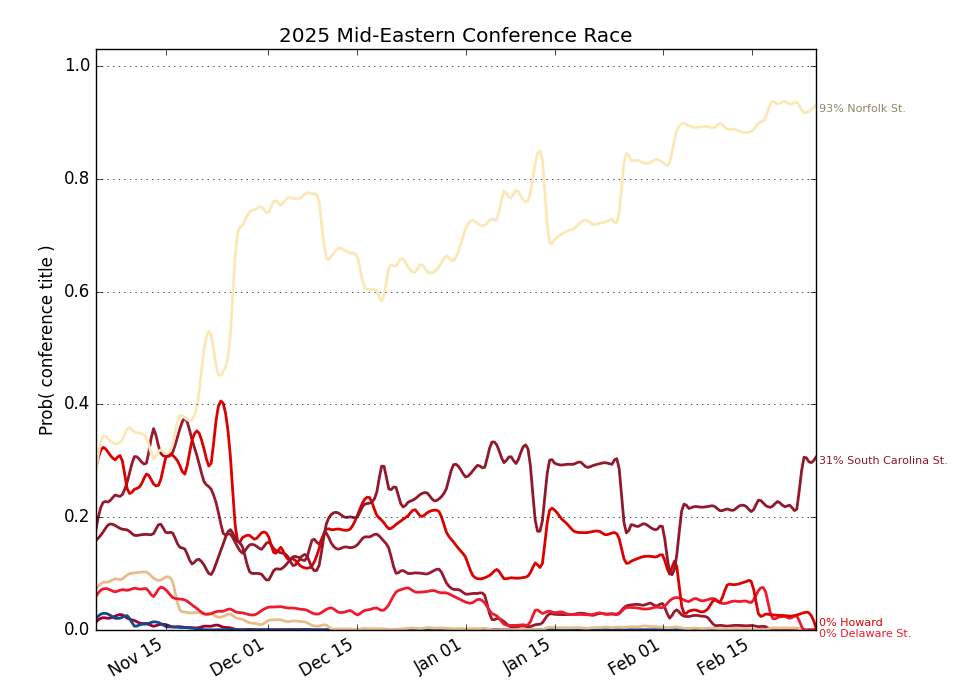 2025 Mid-Eastern Conference Race
1.0
0.8
0.6
0.4
0.2
0.0
Prob( conference title )
93% Norfolk St.
31% South Carolina St.
0% Howard
0% Delaware St.
Nov 15
Dec 01
Dec 15
Jan 01
Jan 15
Feb 01
Feb 15